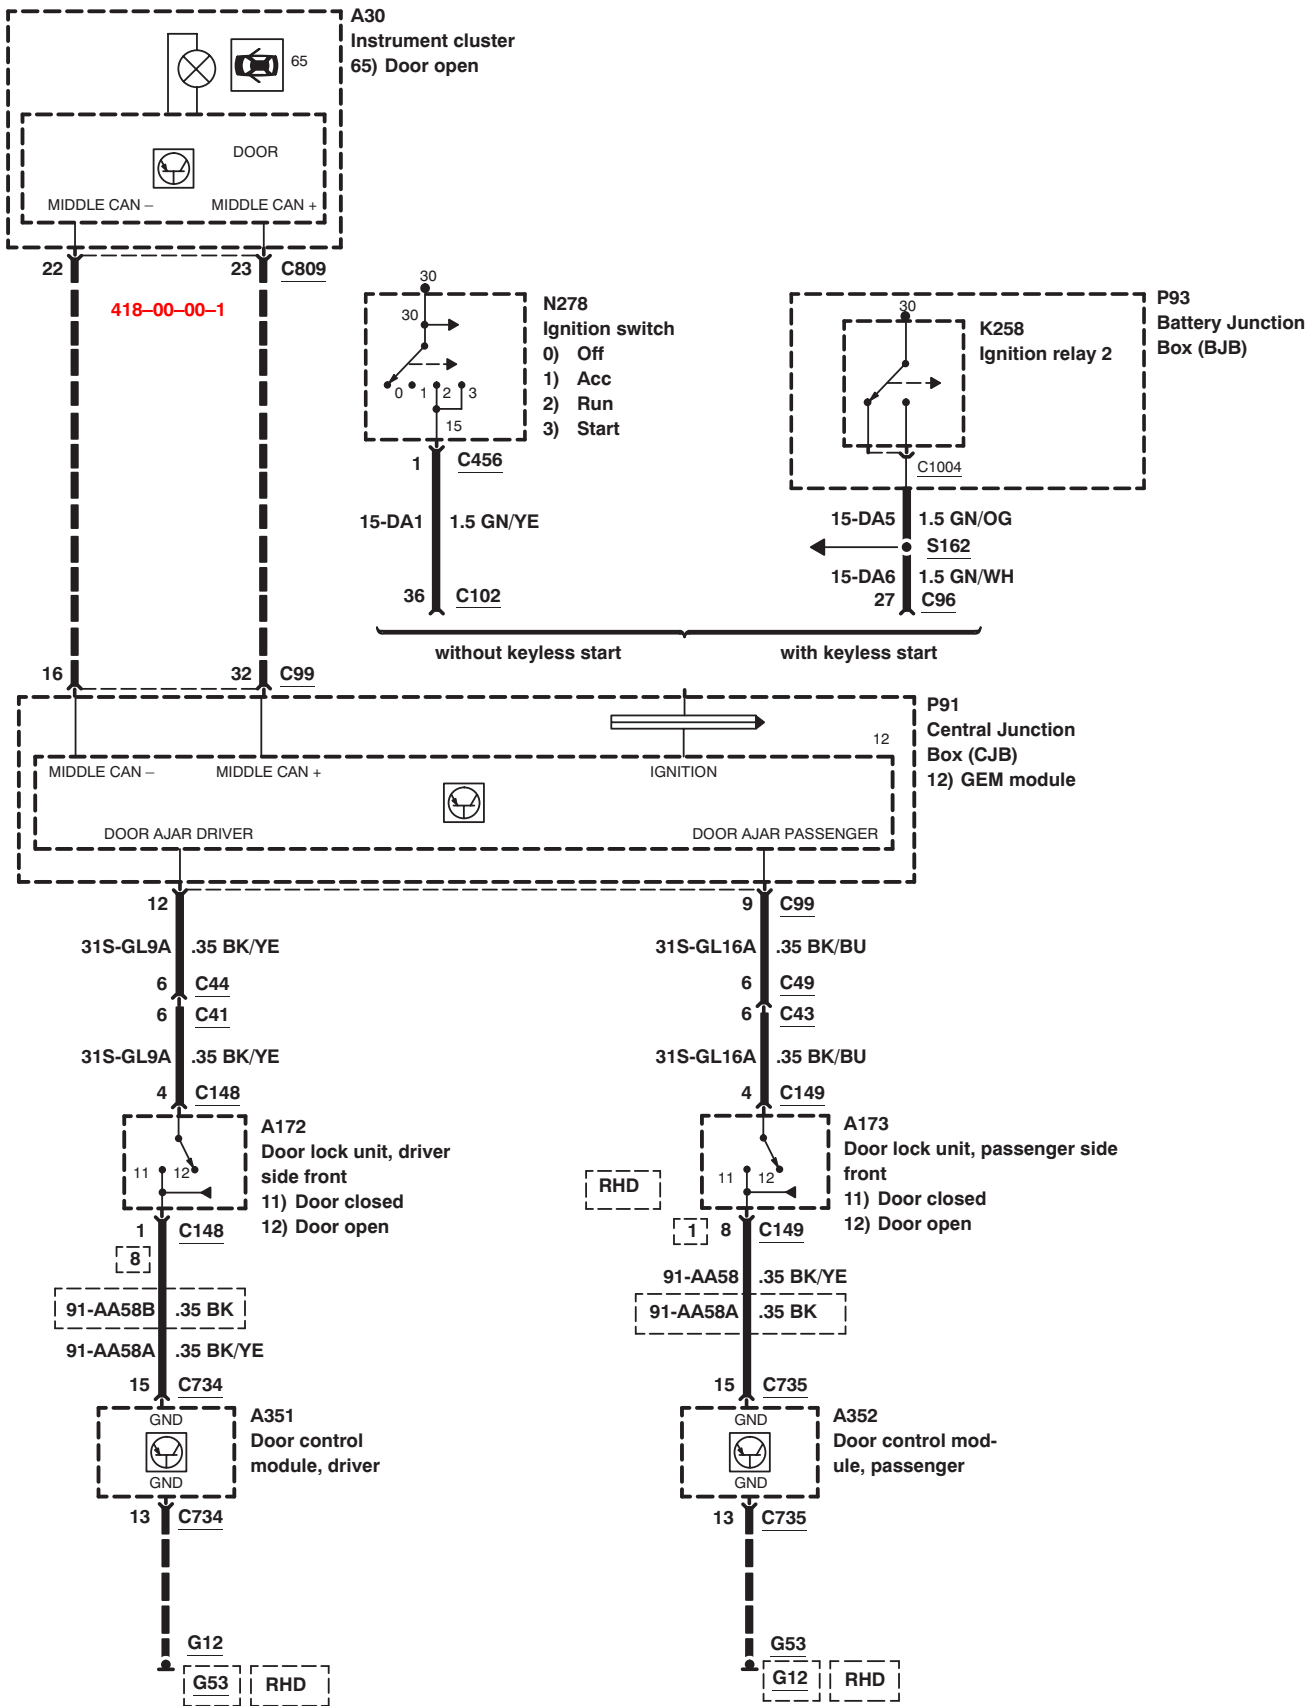 A30
Instrument cluster
65) Door open
65
DOOR
MIDDLE CAN –
MIDDLE CAN +
22
23
C809
418–00–00–1
30
30
0
1
2
3
15
N278
Ignition switch
0) Off
1) Acc
2) Run
3) Start
1
C456
15-DA1
1.5 GN/YE
36
C102
30
K258
Ignition relay 2
C1004
P93
Battery Junction
Box (BJB)
15-DA5
1.5 GN/OG
S162
15-DA6
1.5 GN/WH
27
C96
without keyless start
with keyless start
16
32
C99
P91
Central Junction
Box (CJB)
12) GEM module
12
MIDDLE CAN –
MIDDLE CAN +
IGNITION
DOOR AJAR DRIVER
DOOR AJAR PASSENGER
12
9
C99
31S-GL9A
.35 BK/YE
31S-GL16A
.35 BK/BU
6
C44
6
C49
6
C41
6
C43
31S-GL9A
.35 BK/YE
31S-GL16A
.35 BK/BU
4
C148
4
C149
11
12
A172
Door lock unit, driver
side front
11) Door closed
12) Door open
RHD
11
12
A173
Door lock unit, passenger side
front
11) Door closed
12) Door open
1
C148
8
1
8
C149
91-AA58B
.35 BK
91-AA58A
.35 BK/YE
91-AA58
.35 BK/YE
91-AA58A
.35 BK
15
C734
15
C735
GND
GND
A351
Door control
module, driver
GND
GND
A352
Door control mod-
ule, passenger
13
C734
13
C735
G12
G53
RHD
G53
G12
RHD